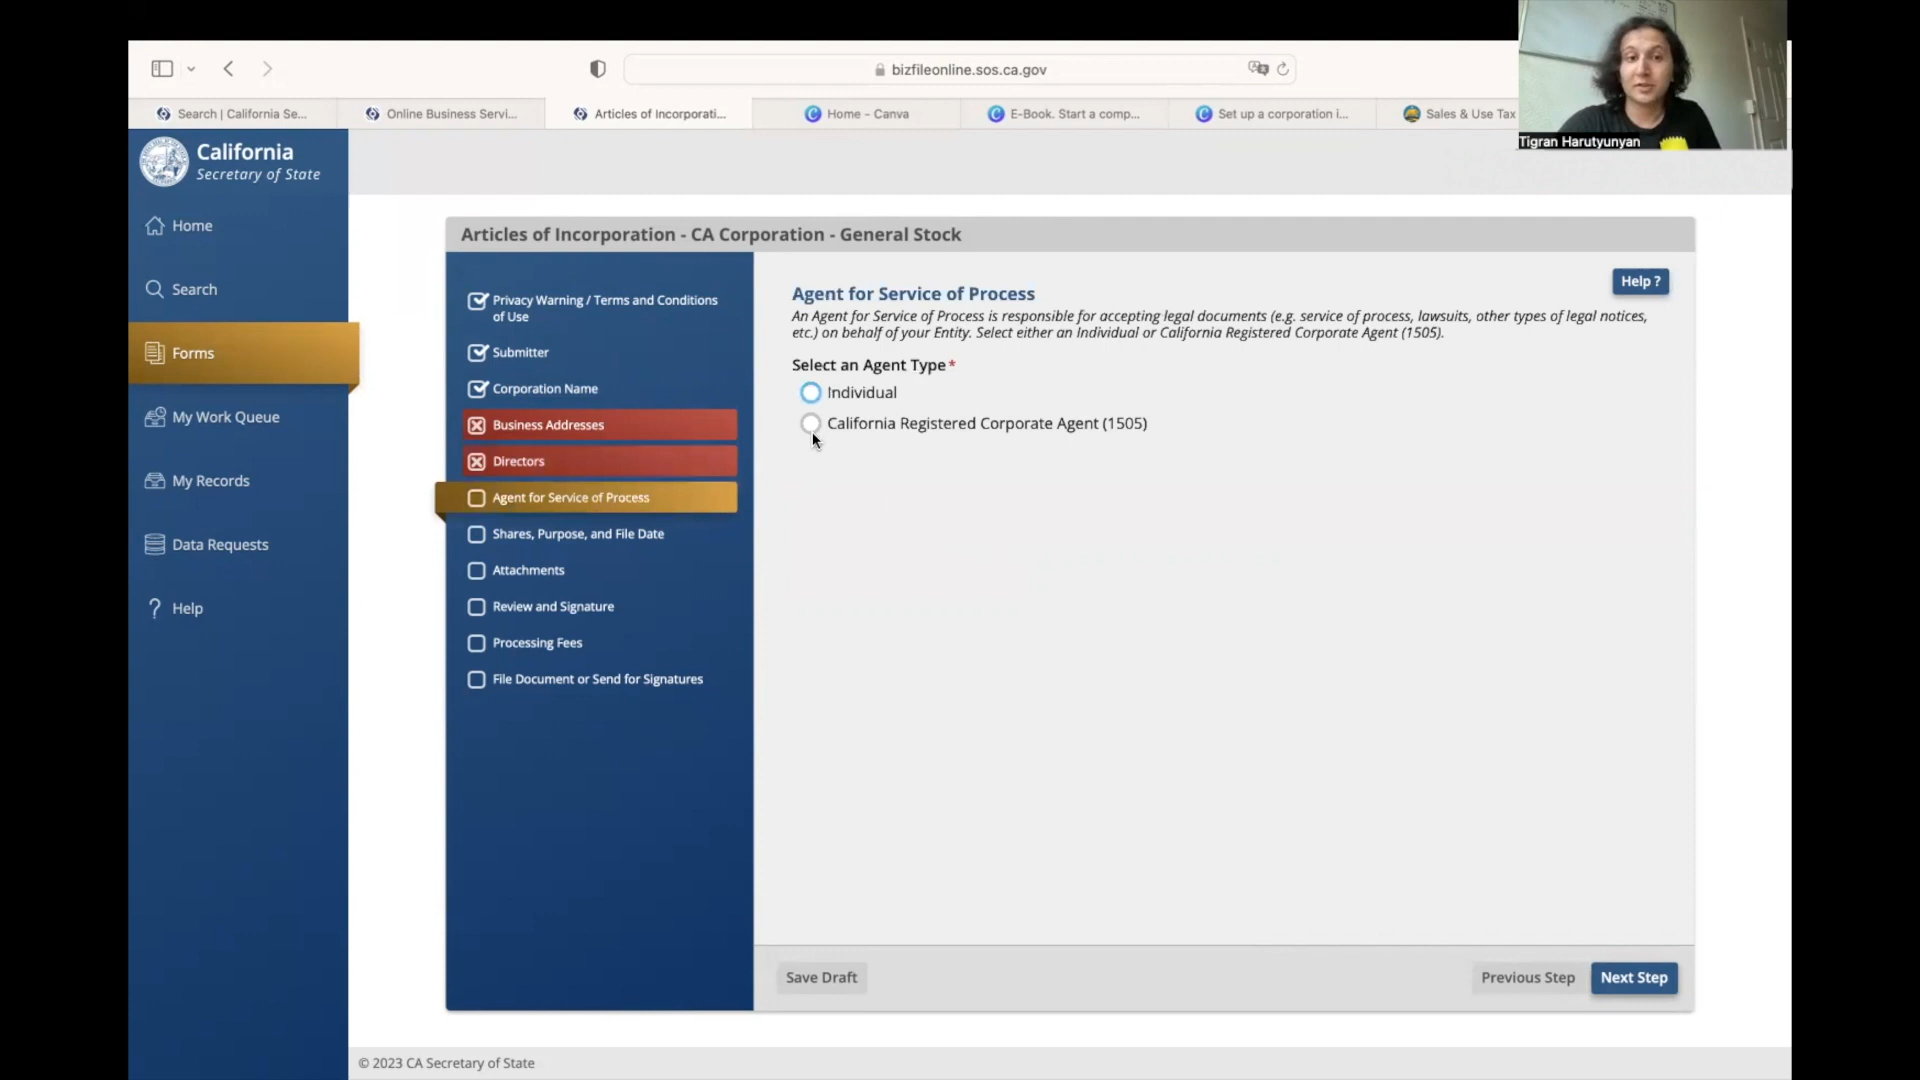 bizfileonline.sos.ca.gov
Search | California Se...
Online Business Servi...
Articles of Incorporati...
Home – Canva
E-Book. Start a comp...
Set up a corporation i...
Sales & Use Tax
Tigran Harutyunyan
California
Secretary of State
Home
Search
Forms
My Work Queue
My Records
Data Requests
Help
Articles of Incorporation - CA Corporation - General Stock
Privacy Warning / Terms and Conditions
of Use
Submitter
Corporation Name
Business Addresses
Directors
Agent for Service of Process
Shares, Purpose, and File Date
Attachments
Review and Signature
Processing Fees
File Document or Send for Signatures
Help ?
Agent for Service of Process
An Agent for Service of Process is responsible for accepting legal documents (e.g. service of process, lawsuits, other types of legal notices,
etc.) on behalf of your Entity. Select either an Individual or California Registered Corporate Agent (1505).
Select an Agent Type*
Individual
California Registered Corporate Agent (1505)
Save Draft
Previous Step
Next Step
© 2023 CA Secretary of State